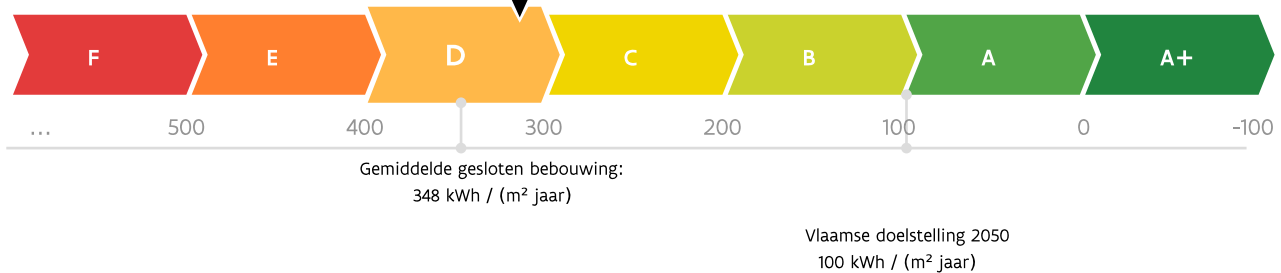 F E D C B A A+
... 500 400 300 200 100 0 -100
Gemiddelde gesloten bebouwing:
348 kWh / (m² jaar)
Vlaamse doelstelling 2050
100 kWh / (m² jaar)